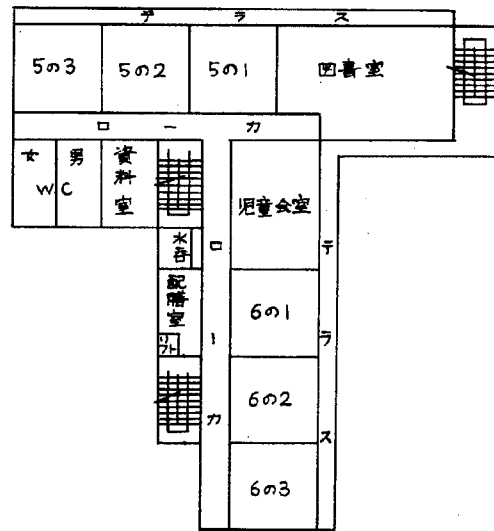 テラス
5の3
5の2
5の1
図書室
ローカ
女
男
WC
資料室
児童会室
水呑
配膳室
リフト
ローカ
テラス
6の1
6の2
6の3